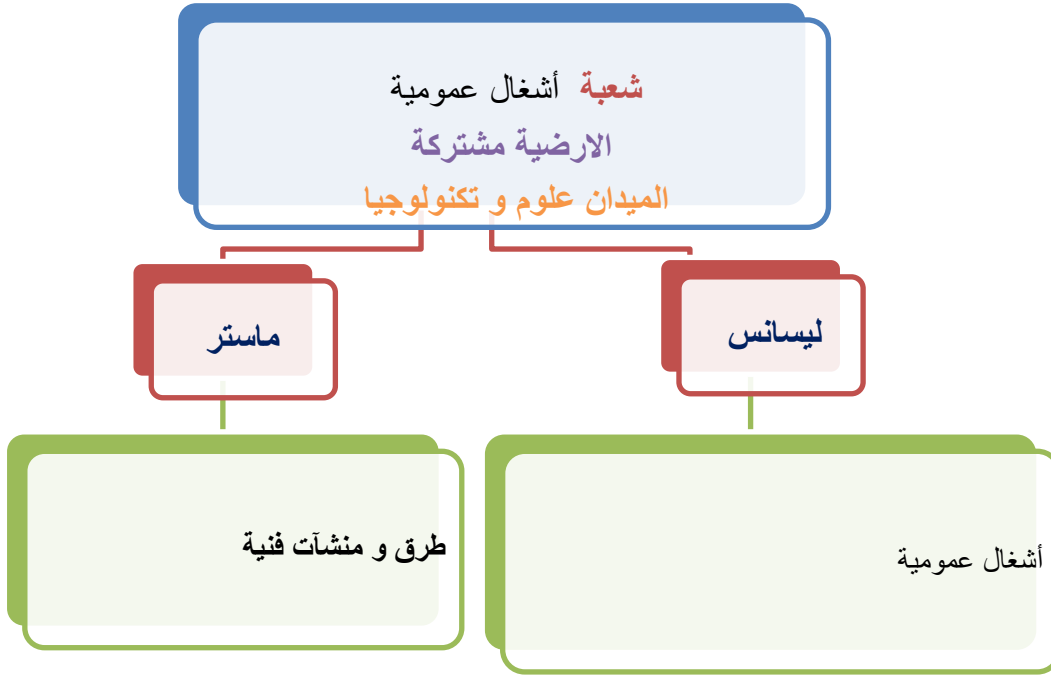 شعبة أشغال عمومية
الارضية مشتركة
الميدان علوم و تكنولوجيا
ليسانس
ماستر
أشغال عمومية
طرق و منشآت فنية